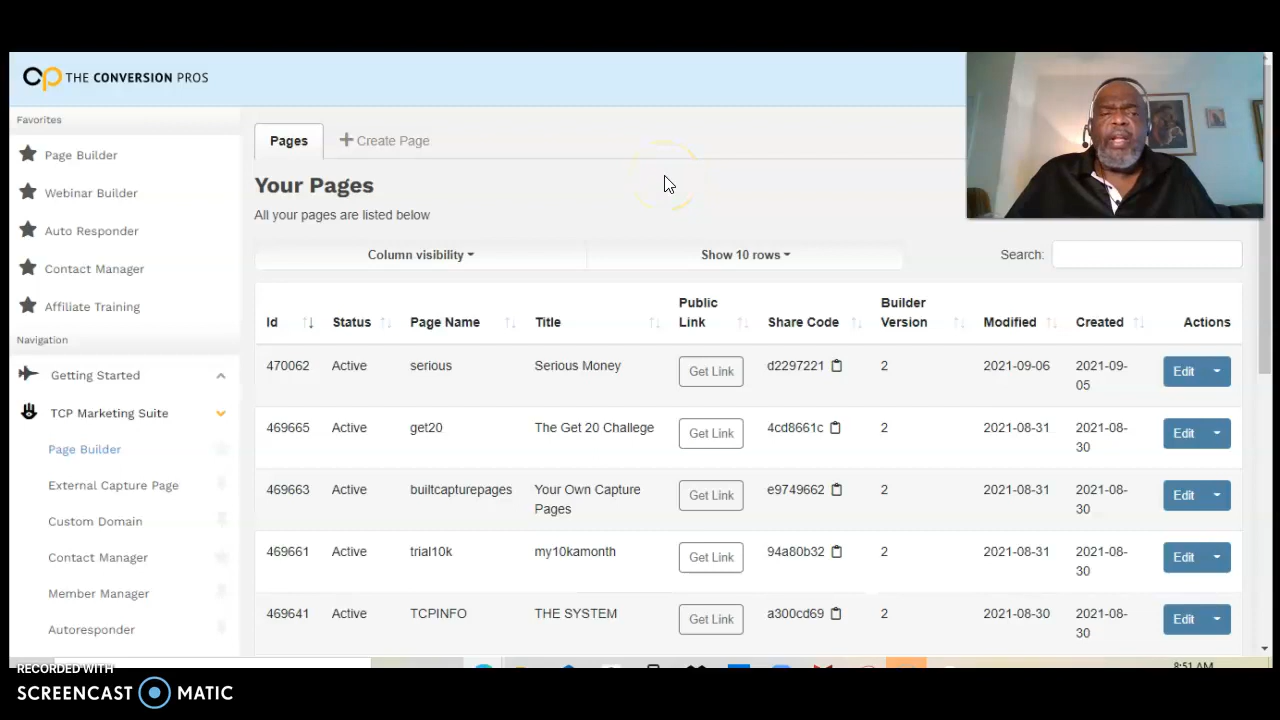 THE CONVERSION PROS
Favorites
Page Builder
Webinar Builder
Auto Responder
Contact Manager
Affiliate Training
Navigation
Getting Started
TCP Marketing Suite
Page Builder
External Capture Page
Custom Domain
Contact Manager
Member Manager
Autoresponder
Pages
Create Page
Your Pages
All your pages are listed below
Column visibility
Show 10 rows
Search:
Id Status Page Name Title Public Link Share Code Builder Version Modified Created Actions
470062 Active serious Serious Money Get Link d2297221 2 2021-09-06 2021-09-05 Edit
469665 Active get20 The Get 20 Challege Get Link 4cd8661c 2 2021-08-31 2021-08-30 Edit
469663 Active builtcapturepages Your Own Capture Pages Get Link e9749662 2 2021-08-31 2021-08-30 Edit
469661 Active trial10k my10kamonth Get Link 94a80b32 2 2021-08-31 2021-08-30 Edit
469641 Active TCPINFO THE SYSTEM Get Link a300cd69 2 2021-08-30 2021-08-30 Edit
8:51 AM
RECORDED WITH
SCREENCAST MATIC